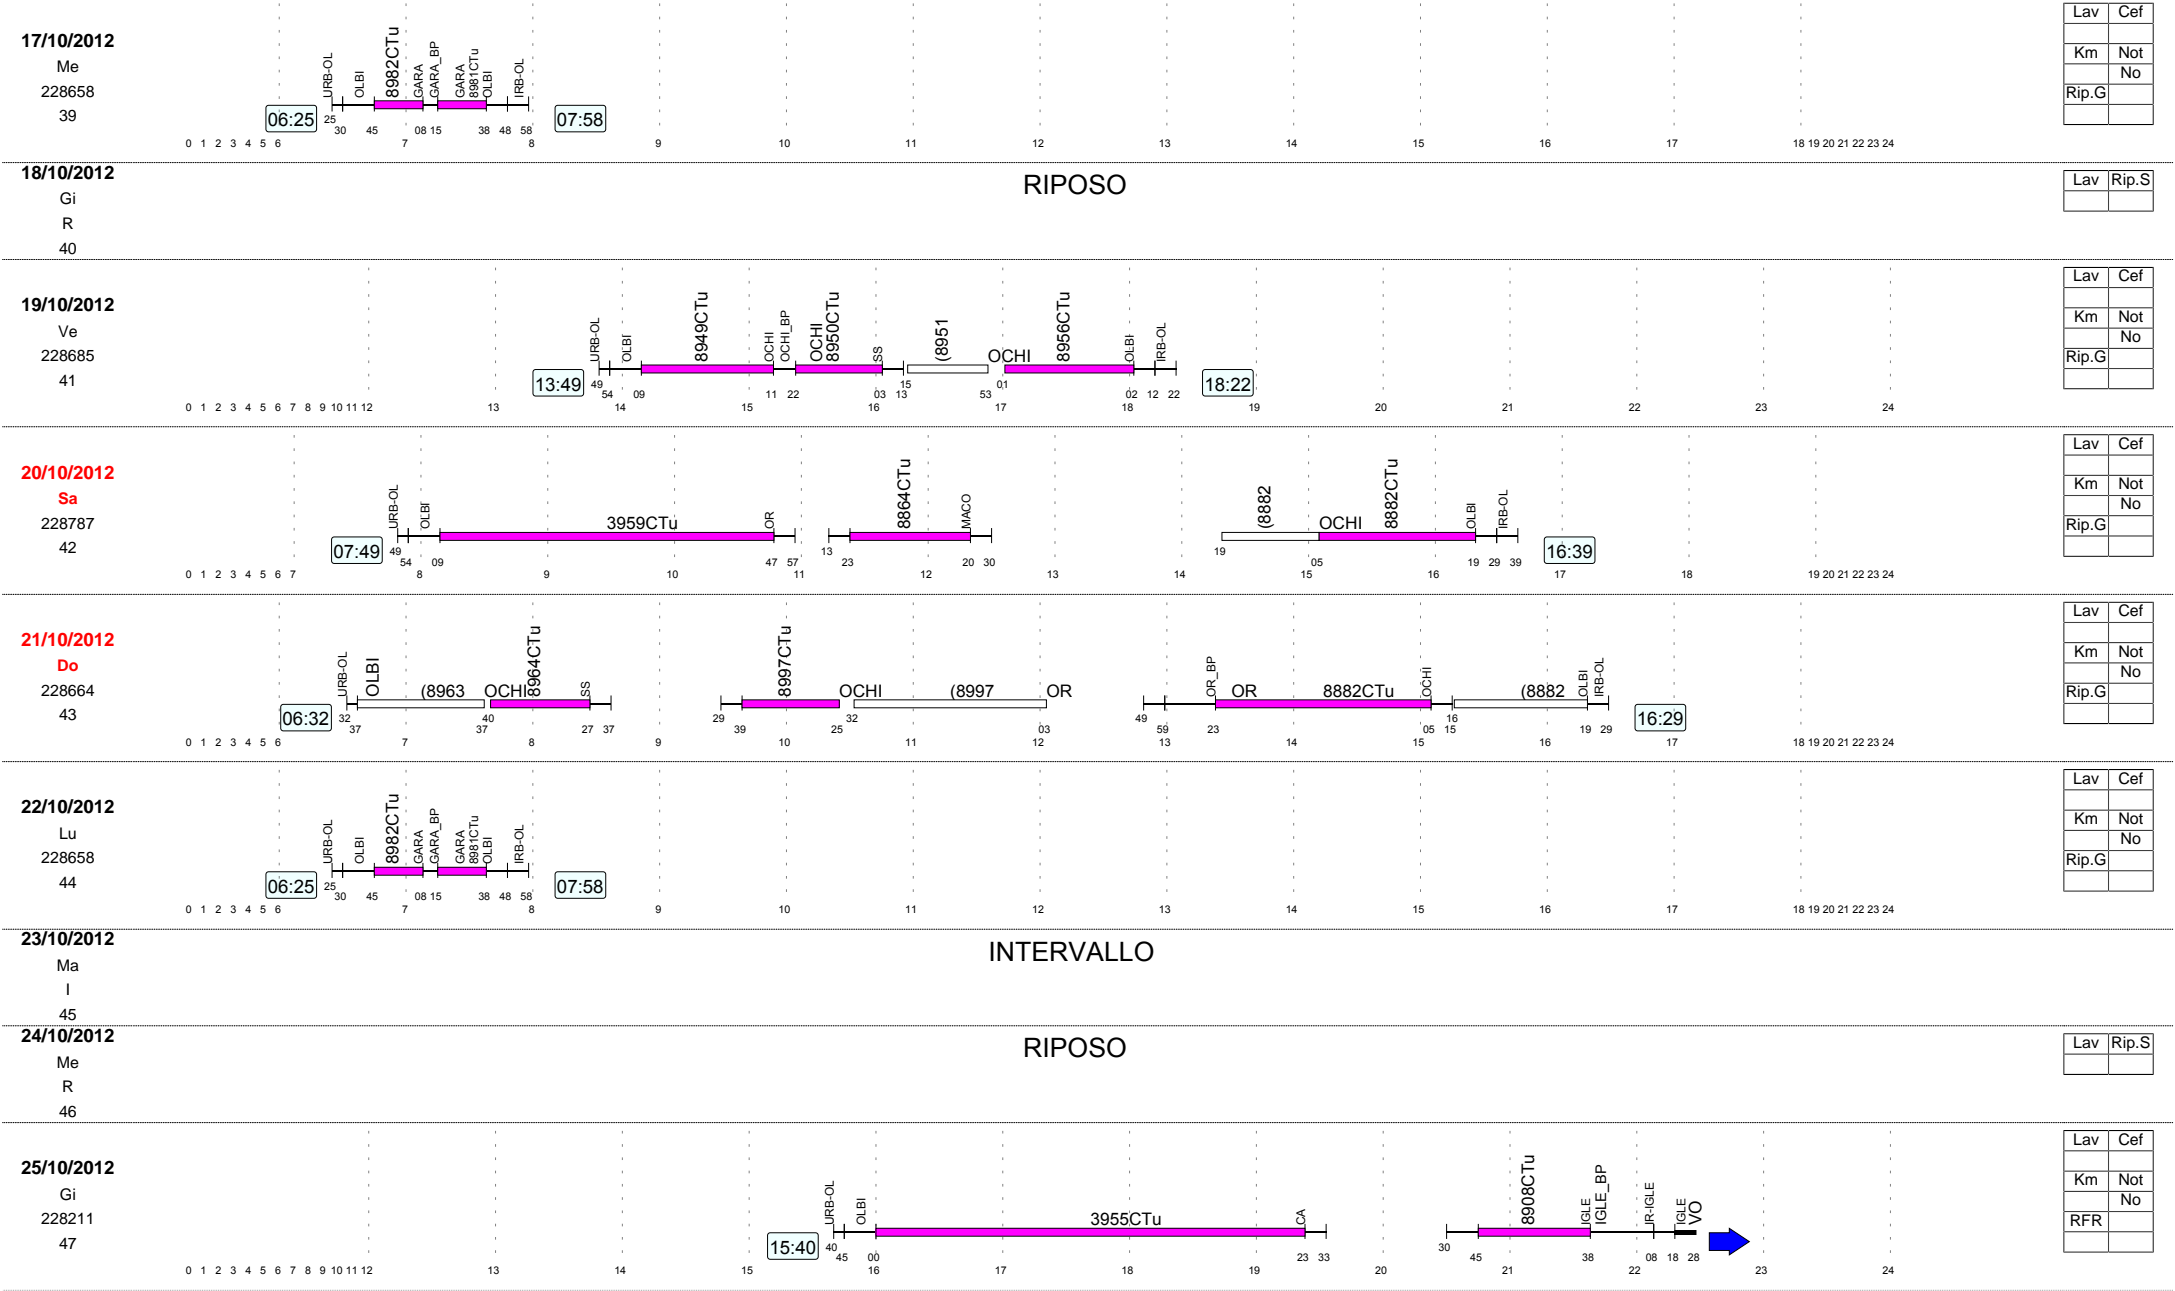 17/10/2012
Me
228658
39
06:25 07:58
URB-OL OLBI 8982CTu GARA GARA_BP GARA 8981CTu OLBI IRB-OL
25 30 45 08 15 38 48 58
0 1 2 3 4 5 6 7 8 9 10 11 12 13 14 15 16 17 18 19 20 21 22 23 24
Lav Cef
Km Not
No
Rip.G
18/10/2012
Gi
R
40
RIPOSO
Lav Rip.S
19/10/2012
Ve
228685
41
13:49 18:22
URB-OL OLBI 8949CTu OCHI OCHI_BP OCHI 8950CTu SS (8951 OCHI 8956CTu OLBI IRB-OL
49 54 09 11 22 03 13 15 53 01 02 12 22
0 1 2 3 4 5 6 7 8 9 10 11 12 13 14 15 16 17 18 19 20 21 22 23 24
Lav Cef
Km Not
No
Rip.G
20/10/2012
Sa
228787
42
07:49 16:39
URB-OL OLBI 3959CTu OR 8864CTu MACO (8882 OCHI 8882CTu OLBI IRB-OL
49 54 09 47 57 13 23 20 30 19 05 19 29 39
0 1 2 3 4 5 6 7 8 9 10 11 12 13 14 15 16 17 18 19 20 21 22 23 24
Lav Cef
Km Not
No
Rip.G
21/10/2012
Do
228664
43
06:32 16:29
URB-OL OLBI (8963 OCHI 8964CTu SS 8997CTu OCHI (8997 OR OR_BP OR 8882CTu OCHI (8882 OLBI IRB-OL
32 37 37 40 27 37 29 39 25 32 03 49 59 23 05 15 16 19 29
0 1 2 3 4 5 6 7 8 9 10 11 12 13 14 15 16 17 18 19 20 21 22 23 24
Lav Cef
Km Not
No
Rip.G
22/10/2012
Lu
228658
44
06:25 07:58
URB-OL OLBI 8982CTu GARA GARA_BP GARA 8981CTu OLBI IRB-OL
25 30 45 08 15 38 48 58
0 1 2 3 4 5 6 7 8 9 10 11 12 13 14 15 16 17 18 19 20 21 22 23 24
Lav Cef
Km Not
No
Rip.G
23/10/2012
Ma
I
45
INTERVALLO
24/10/2012
Me
R
46
RIPOSO
Lav Rip.S
25/10/2012
Gi
228211
47
15:40
URB-OL OLBI 3955CTu CA 8908CTu IGLE IGLE_BP IR-IGLE IGLE VO
40 45 00 23 33 30 45 38 08 18 28
0 1 2 3 4 5 6 7 8 9 10 11 12 13 14 15 16 17 18 19 20 21 22 23 24
Lav Cef
Km Not
No
RFR